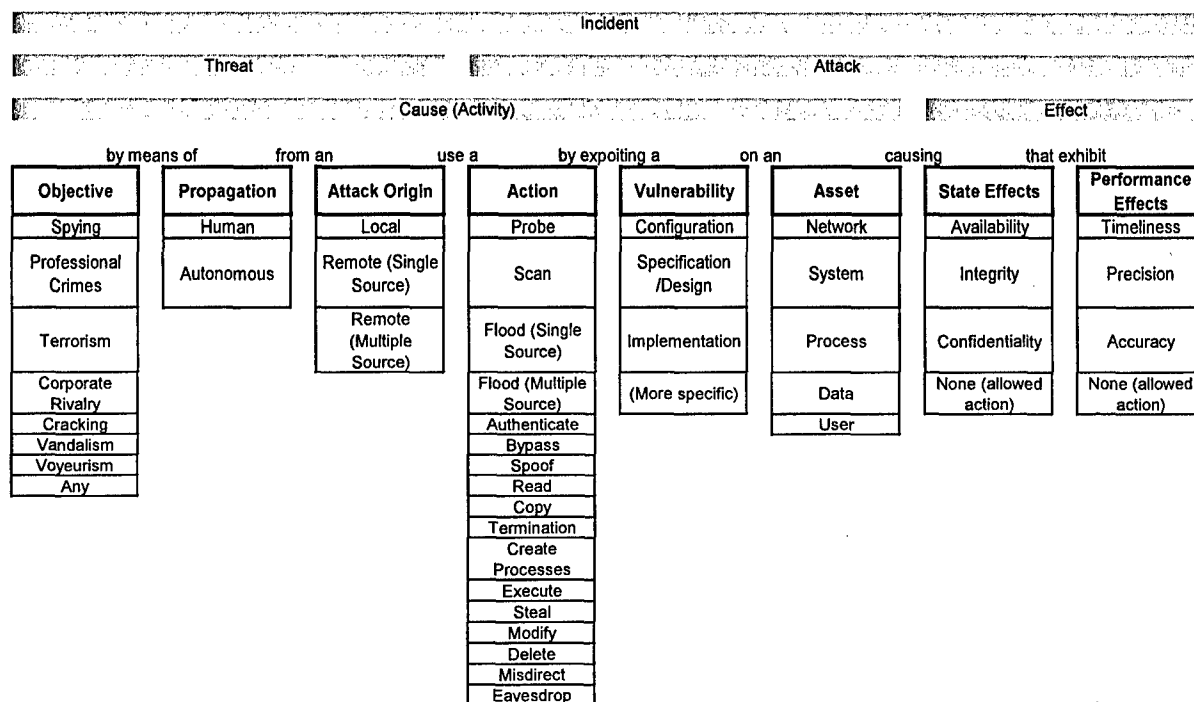 Incident
Threat
Attack
Cause (Activity)
Effect
by means of
from an
use a
by expoiting a
on an
causing
that exhibit
Objective
Spying
Professional
Crimes
Terrorism
Corporate
Rivalry
Cracking
Vandalism
Voyeurism
Any
Propagation
Human
Autonomous
Attack Origin
Local
Remote (Single
Source)
Remote
(Multiple
Source)
Action
Probe
Scan
Flood (Single
Source)
Flood (Multiple
Source)
Authenticate
Bypass
Spoof
Read
Copy
Termination
Create
Processes
Execute
Steal
Modify
Delete
Misdirect
Eavesdrop
Vulnerability
Configuration
Specification
/Design
Implementation
(More specific)
Asset
Network
System
Process
Data
User
State Effects
Availability
Integrity
Confidentiality
None (allowed
action)
Performance
Effects
Timeliness
Precision
Accuracy
None (allowed
action)